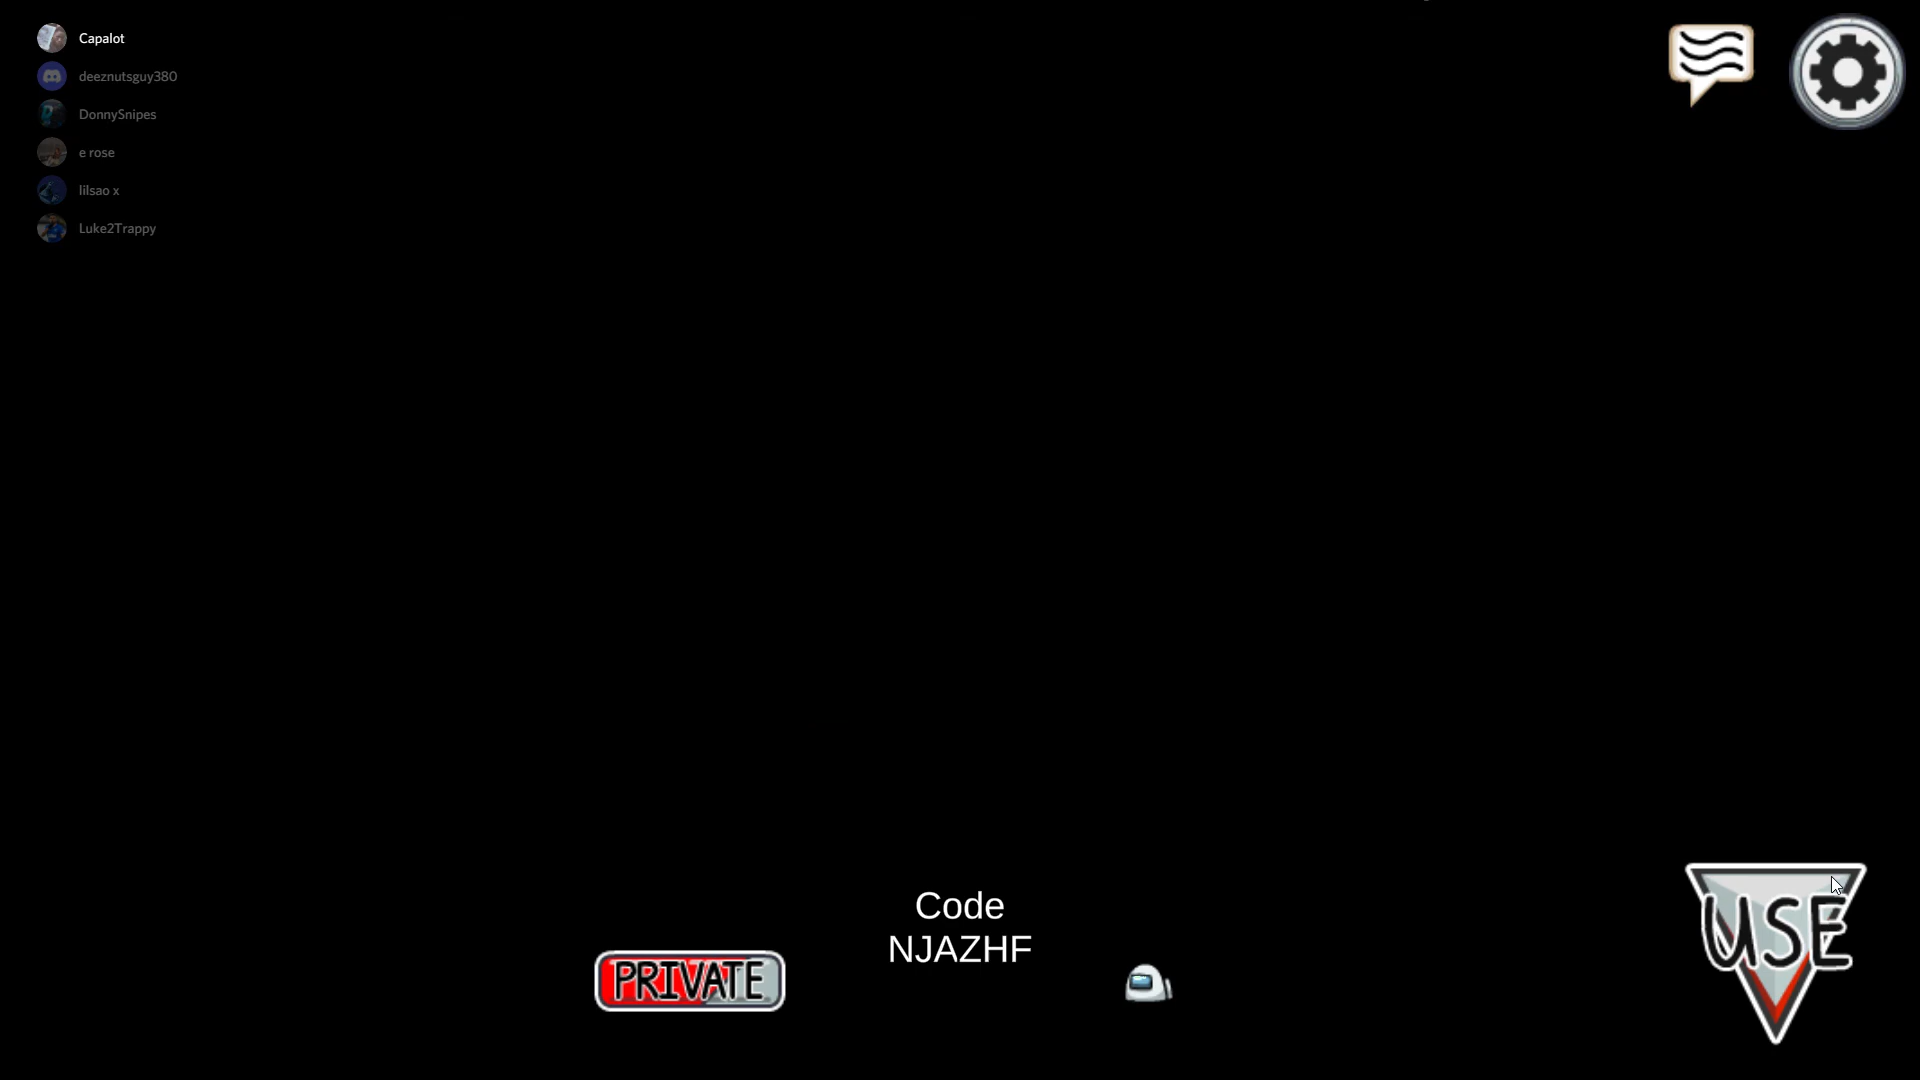 Capalot
deeznutsguy380
DonnySnipes
e rose
lilsao x
Luke2Trappy
Code
NJAZHF
PRIVATE
USE